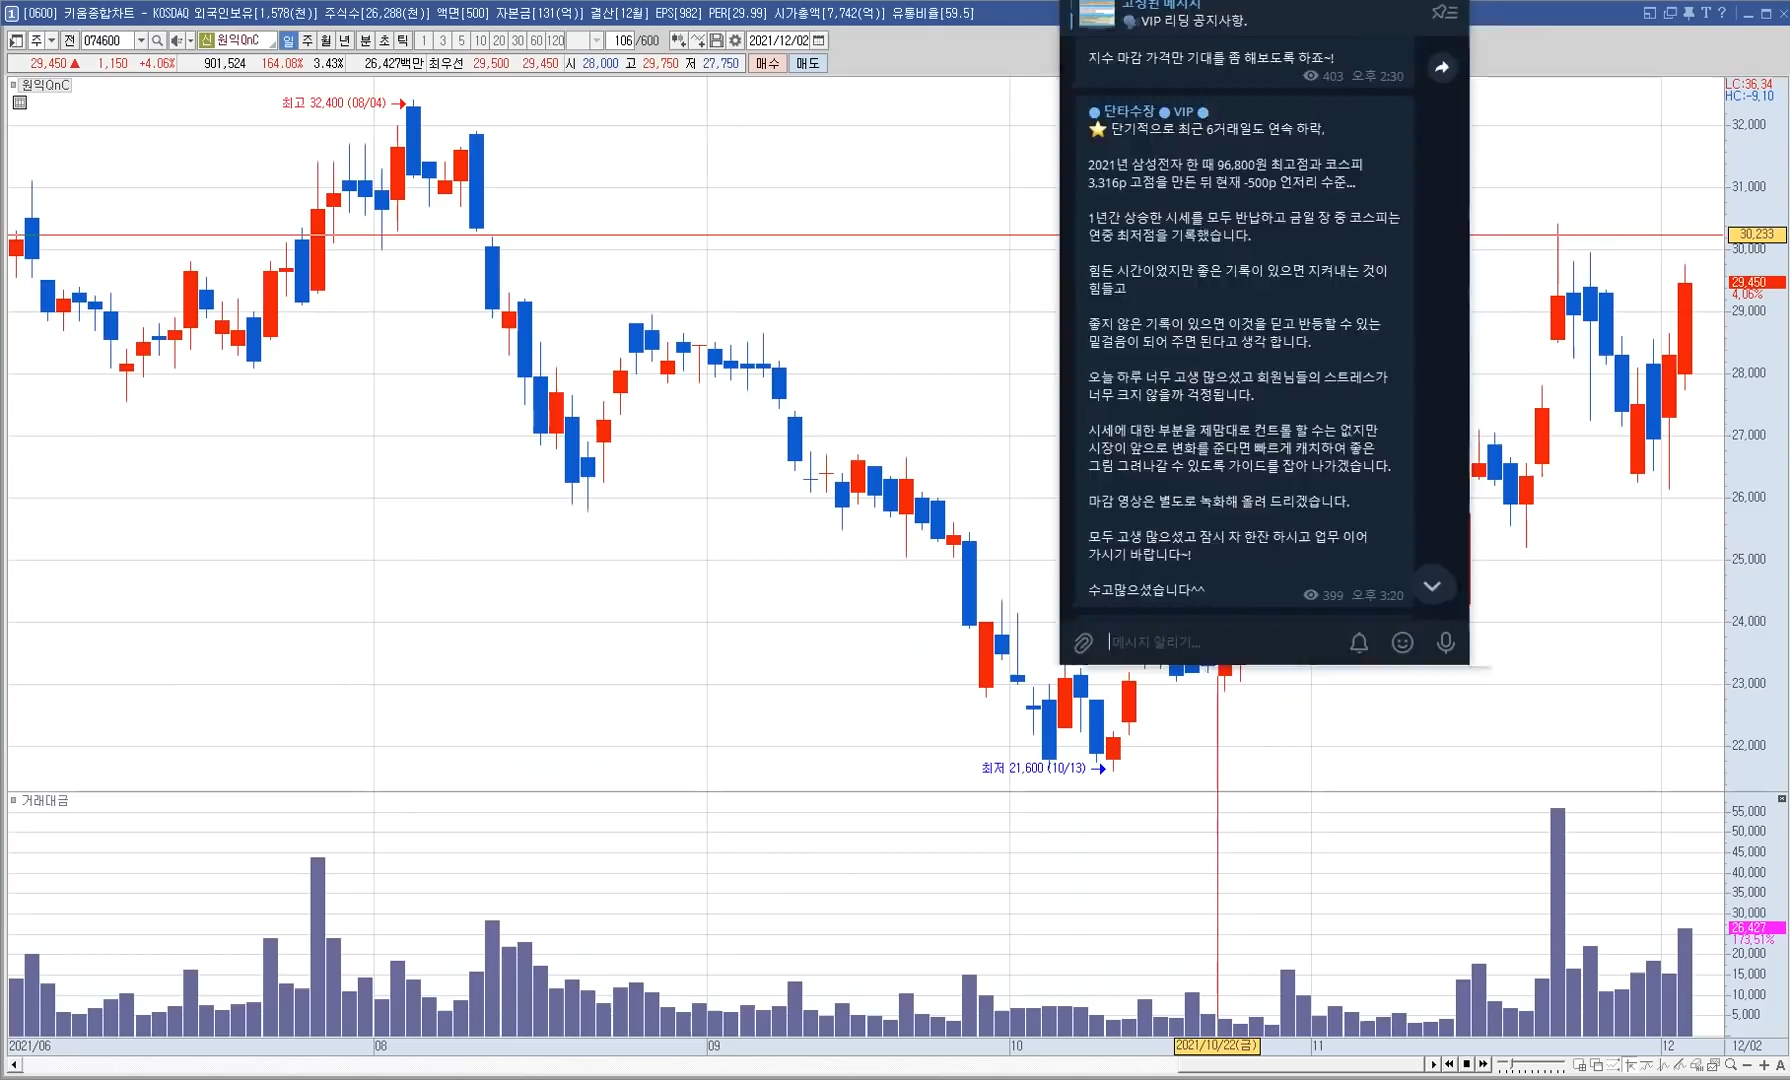 [0600] 키움종합차트 - KOSDAQ 외국인보유[1,578(천)] 주식수[26,288(천)] 액면[500] 자본금[131(억)] 결산[12월] EPS[982] PER[29.99] 시가총액[7,742(억)] 유통비율[59.5]
주 전 074600 신 원익QnC 일 주 월 년 분 초 틱 1 3 5 10 20 30 60 120 106 /600 2021/12/02
29,450 ▲ 1,150 +4.06% 901,524 164.08% 3.43% 26,427백만 최우선 29,500 29,450 시 28,000 고 29,750 저 27,750 매수 매도
원익QnC
최고 32,400 (08/04)
최저 21,600 (10/13)
고정된 메시지
VIP 리딩 공지사항.
지수 마감 가격만 기대를 좀 해보도록 하죠~!
403 오후 2:30
단타수장 VIP
단기적으로 최근 6거래일도 연속 하락,
2021년 삼성전자 한 때 96,800원 최고점과 코스피
3,316p 고점을 만든 뒤 현재 -500p 언저리 수준...
1년간 상승한 시세를 모두 반납하고 금일 장 중 코스피는
연중 최저점을 기록했습니다.
힘든 시간이었지만 좋은 기록이 있으면 지켜내는 것이
힘들고
좋지 않은 기록이 있으면 이것을 딛고 반등할 수 있는
밑걸음이 되어 주면 된다고 생각 합니다.
오늘 하루 너무 고생 많으셨고 회원님들의 스트레스가
너무 크지 않을까 걱정됩니다.
시세에 대한 부분을 제맘대로 컨트롤 할 수는 없지만
시장이 앞으로 변화를 준다면 빠르게 캐치하여 좋은
그림 그려나갈 수 있도록 가이드를 잡아 나가겠습니다.
마감 영상은 별도로 녹화해 올려 드리겠습니다.
모두 고생 많으셨고 잠시 차 한잔 하시고 업무 이어
가시기 바랍니다~!
수고많으셨습니다^^
399 오후 3:20
메시지 알리기...
LC:36,34
HC:-9,10
32,000
31,000
30,233
30,000
29,450
4,06%
29,000
28,000
27,000
26,000
25,000
24,000
23,000
22,000
거래대금
55,000
50,000
45,000
40,000
35,000
30,000
26,427
173,51%
20,000
15,000
10,000
5,000
2021/06 08 09 10 2021/10/22(금) 11 12 12/02